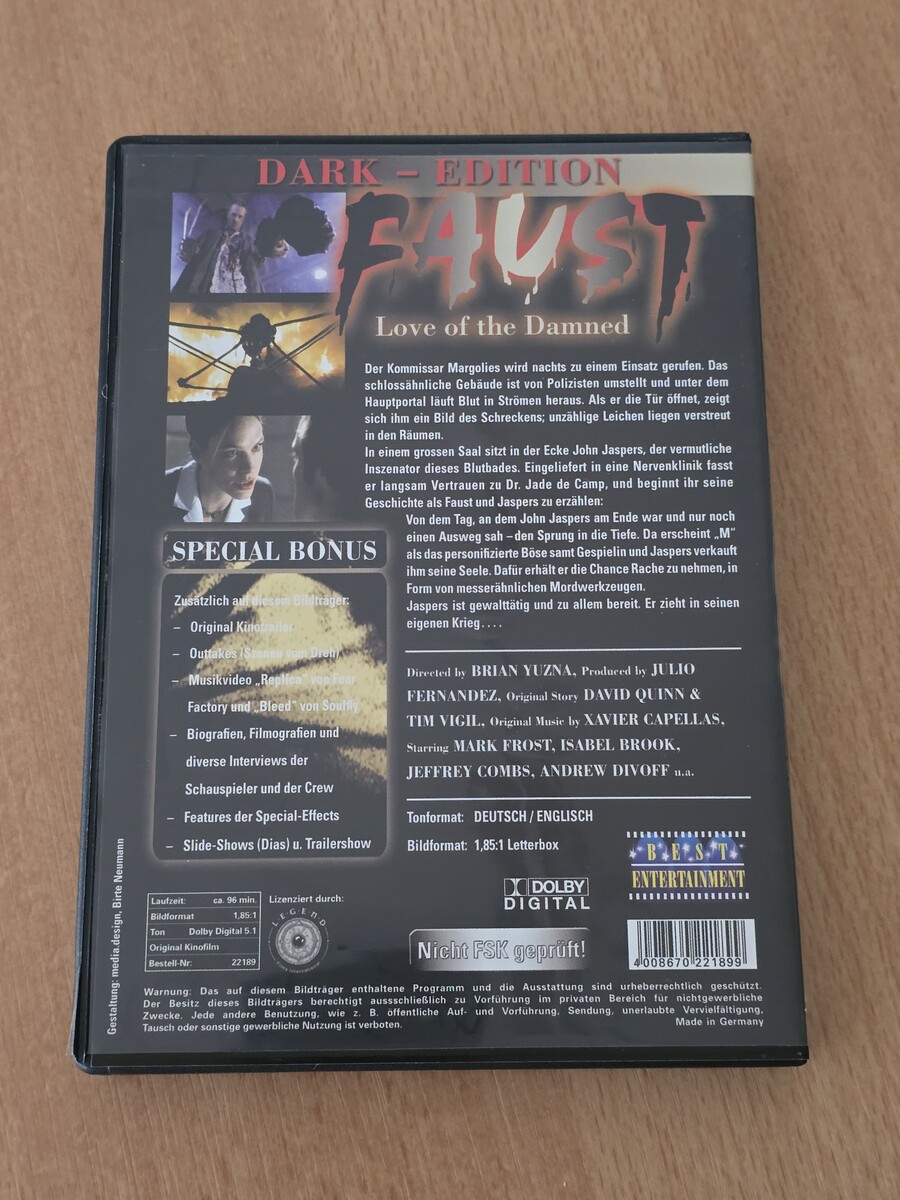 DARK – EDITION
FAUST
Love of the Damned
Der Kommissar Margolies wird nachts zu einem Einsatz gerufen. Das
schlossähnliche Gebäude ist von Polizisten umstellt und unter dem
Hauptportal läuft Blut in Strömen heraus. Als er die Tür öffnet, zeigt
sich ihm ein Bild des Schreckens; unzählige Leichen liegen verstreut
in den Räumen.
In einem grossen Saal sitzt in der Ecke John Jaspers, der vermutliche
Inszenator dieses Blutbades. Eingeliefert in eine Nervenklinik fasst
er langsam Vertrauen zu Dr. Jade de Camp, und beginnt ihr seine
Geschichte als Faust und Jaspers zu erzählen:
Von dem Tag, an dem John Jaspers am Ende war und nur noch
einen Ausweg sah – den Sprung in die Tiefe. Da erscheint „M“
als das personifizierte Böse samt Gespielin und Jaspers verkauft
ihm seine Seele. Dafür erhält er die Chance Rache zu nehmen, in
Form von messerähnlichen Mordwerkzeugen.
Jaspers ist gewalttätig und zu allem bereit. Er zieht in seinen
eigenen Krieg....
SPECIAL BONUS
Zusätzlich auf diesem Bildträger:
– Original Kinotrailer
– Outtakes (Szenen vom Dreh)
– Musikvideo „Replica“ von Fear
Factory und „Bleed“ von Soulfly
– Biografien, Filmografien und
diverse Interviews der
Schauspieler und der Crew
– Features der Special-Effects
– Slide-Shows (Dias) u. Trailershow
Directed by BRIAN YUZNA, Produced by JULIO
FERNANDEZ, Original Story DAVID QUINN &
TIM VIGIL, Original Music by XAVIER CAPELLAS,
Starring MARK FROST, ISABEL BROOK,
JEFFREY COMBS, ANDREW DIVOFF u.a.
Tonformat: DEUTSCH / ENGLISCH
Bildformat: 1,85:1 Letterbox
BEST
ENTERTAINMENT
DOLBY
DIGITAL
Nicht FSK geprüft!
4 008670 221899
Laufzeit: ca. 96 min.
Bildformat 1,85:1
Ton Dolby Digital 5.1
Original Kinofilm
Bestell-Nr: 22189
Lizenziert durch:
LEGEND
Gestaltung: media.design, Birte Neumann
Warnung: Das auf diesem Bildträger enthaltene Programm und die Ausstattung sind urheberrechtlich geschützt.
Der Besitz dieses Bildträgers berechtigt aussschließlich zu Vorführung im privaten Bereich für nichtgewerbliche
Zwecke. Jede andere Benutzung, wie z. B. öffentliche Auf- und Vorführung, Sendung, unerlaubte Vervielfältigung,
Tausch oder sonstige gewerbliche Nutzung ist verboten. Made in Germany